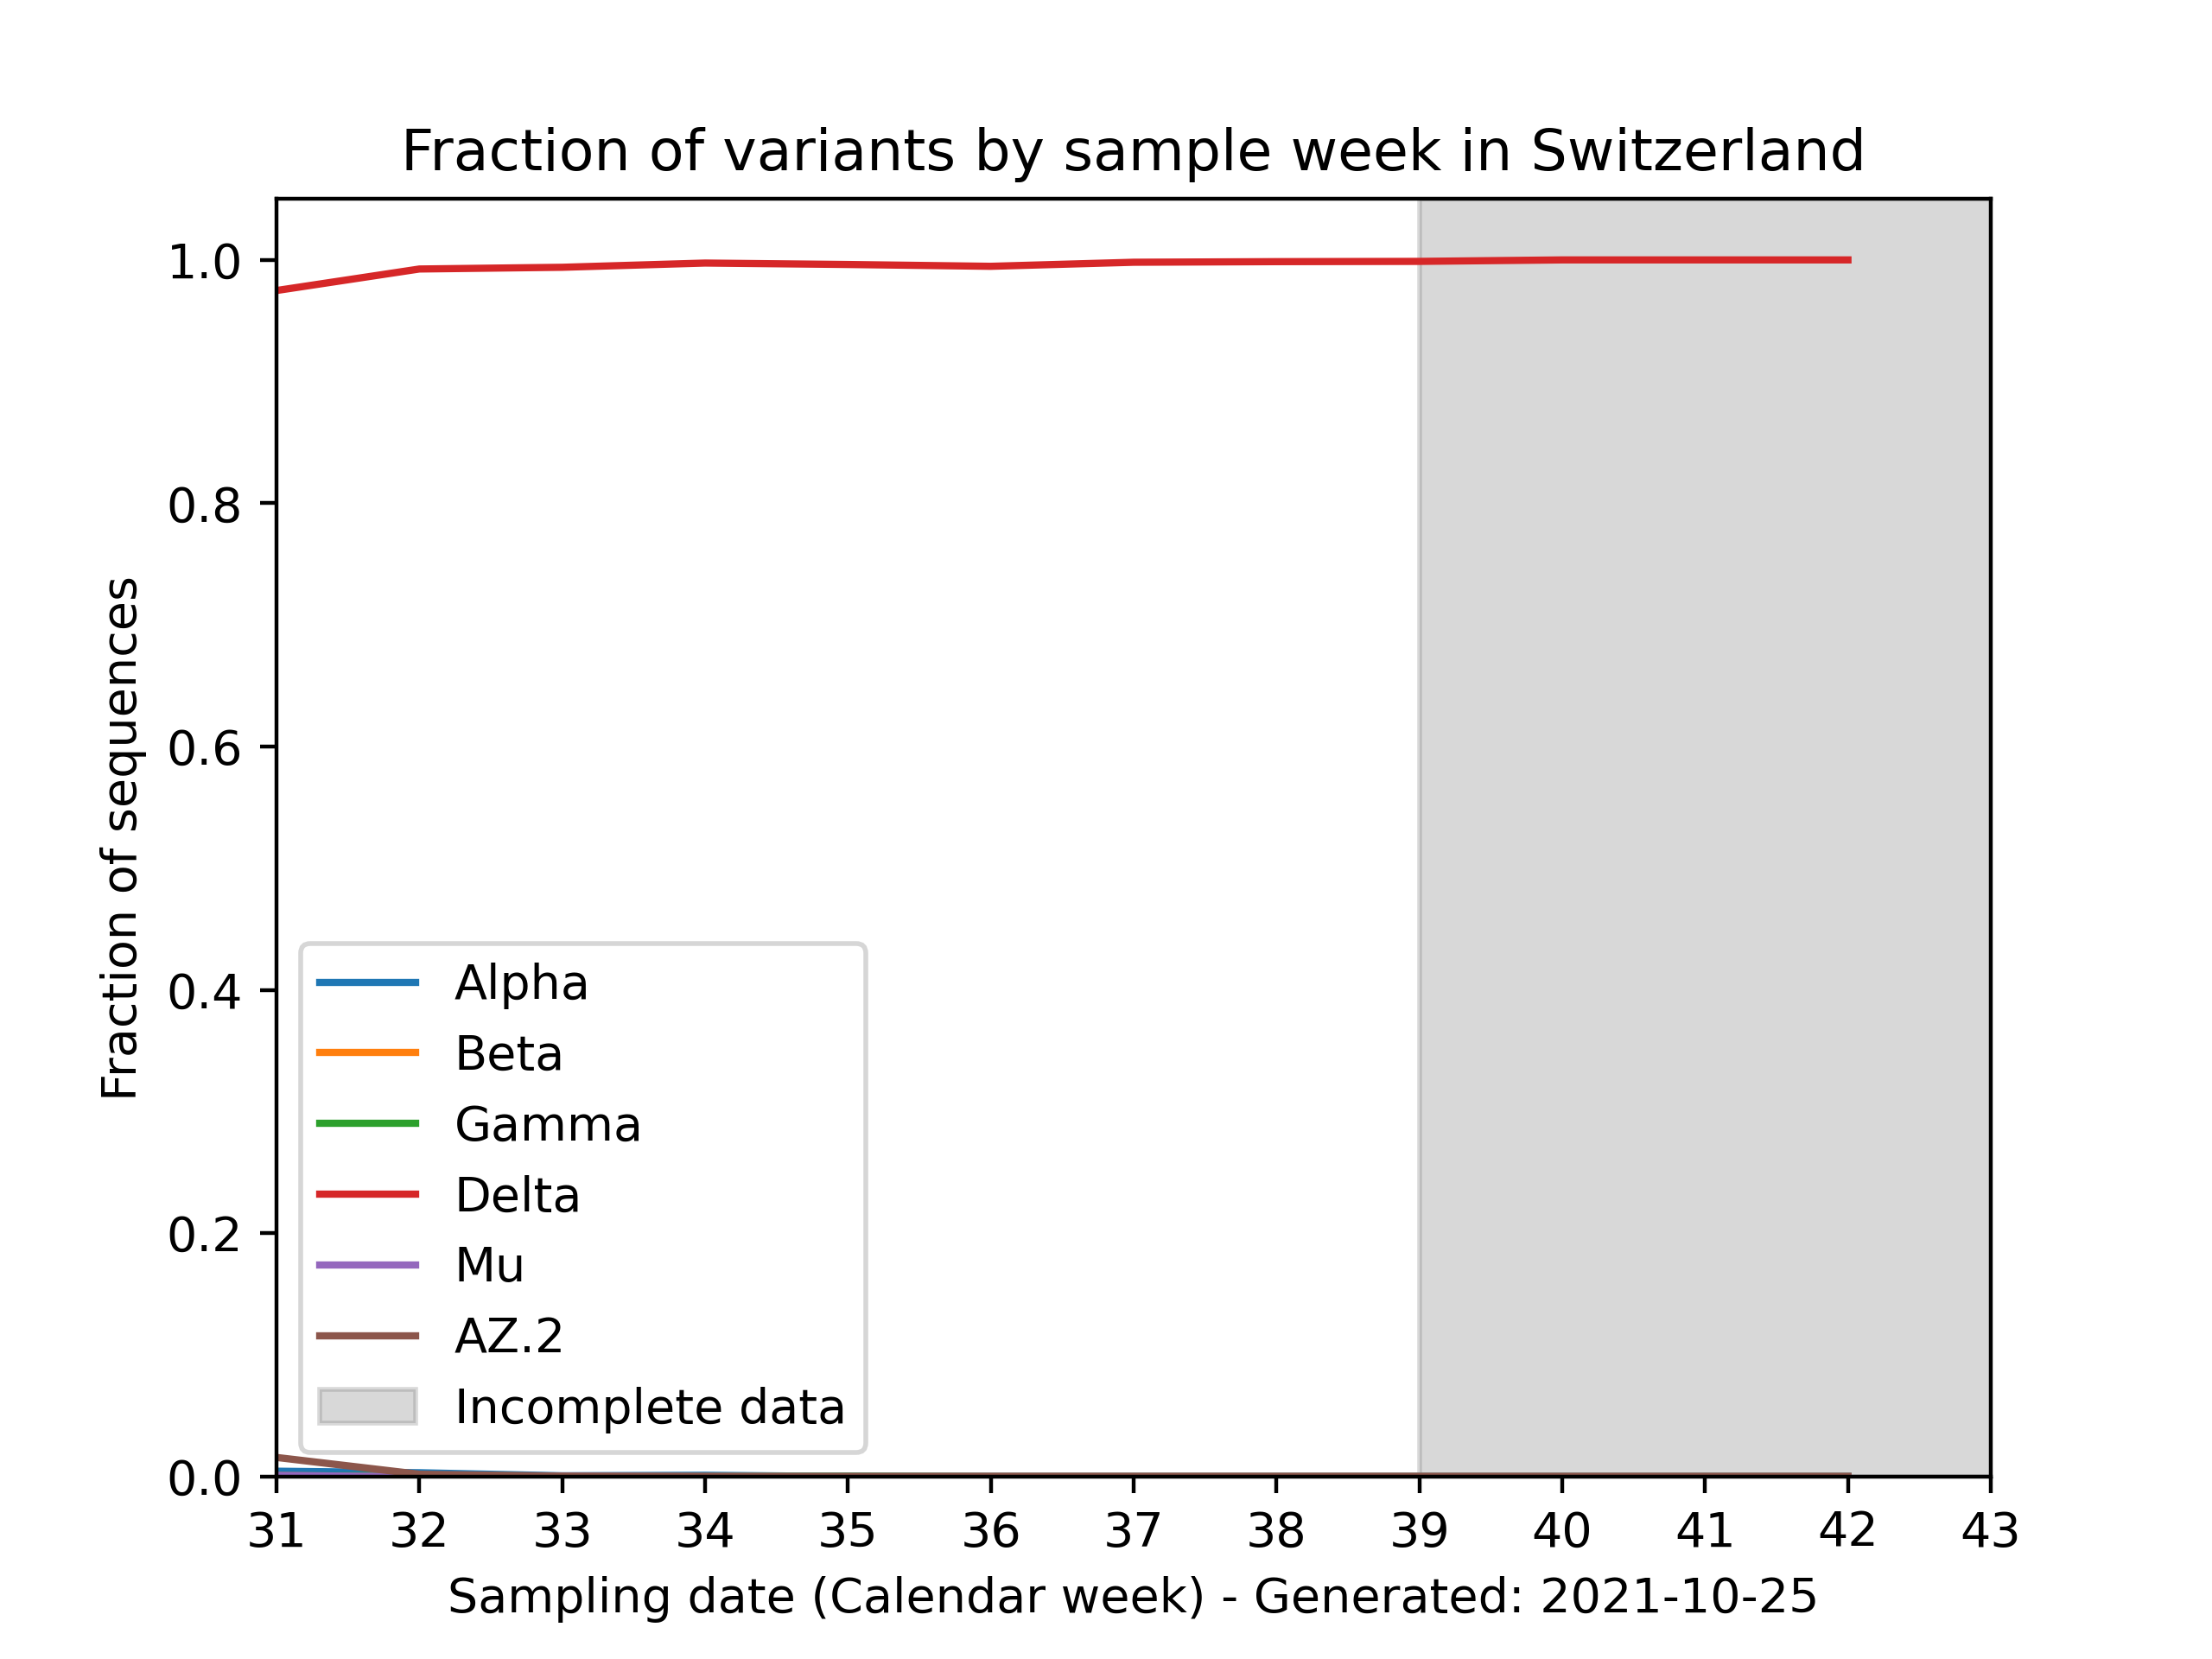 Fraction of variants by sample week in Switzerland
1.0
0.8
0.6
0.4
0.2
0.0
Fraction of sequences
Alpha
Beta
Gamma
Delta
Mu
AZ.2
Incomplete data
31 32 33 34 35 36 37 38 39 40 41 42 43
Sampling date (Calendar week) - Generated: 2021-10-25